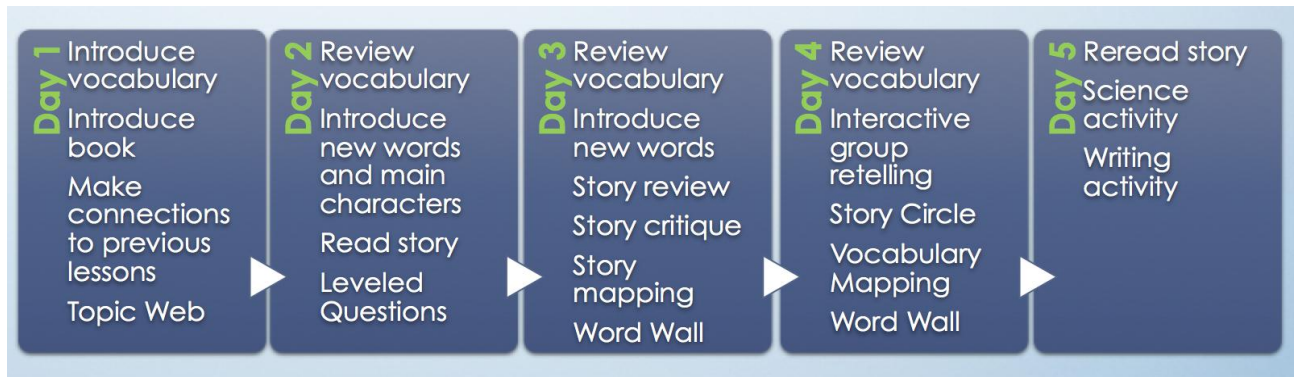 Day 1
Introduce
vocabulary
Introduce
book
Make
connections
to previous
lessons
Topic Web
Day 2
Review
vocabulary
Introduce
new words
and main
characters
Read story
Leveled
Questions
Day 3
Review
vocabulary
Introduce
new words
Story review
Story critique
Story
mapping
Word Wall
Day 4
Review
vocabulary
Interactive
group
retelling
Story Circle
Vocabulary
Mapping
Word Wall
Day 5
Reread story
Science
activity
Writing
activity